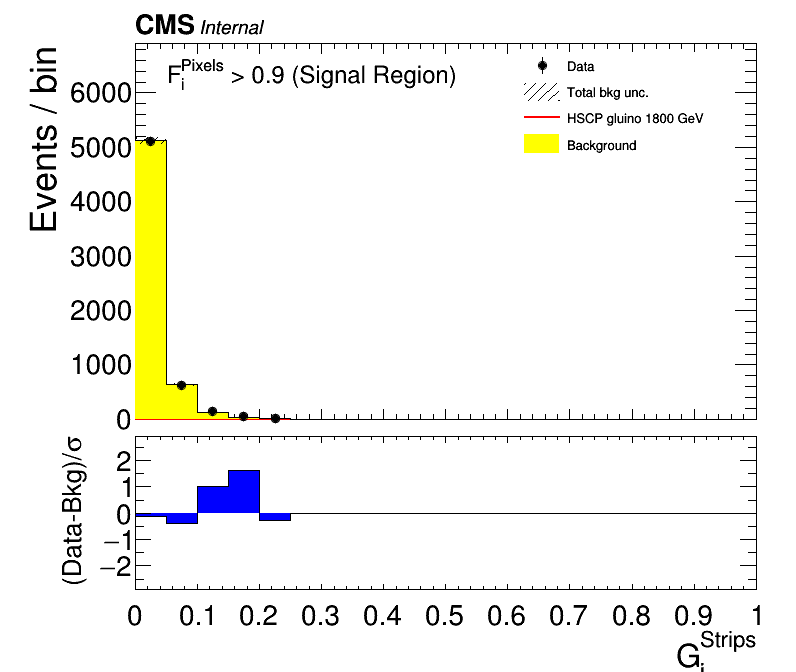 CMS Internal
F_i^Pixels > 0.9 (Signal Region)
Data
Total bkg unc.
HSCP gluino 1800 GeV
Background
Events / bin
6000
5000
4000
3000
2000
1000
0
(Data-Bkg)/σ
2
1
0
−1
−2
0 0.1 0.2 0.3 0.4 0.5 0.6 0.7 0.8 0.9 1
G_i^Strips